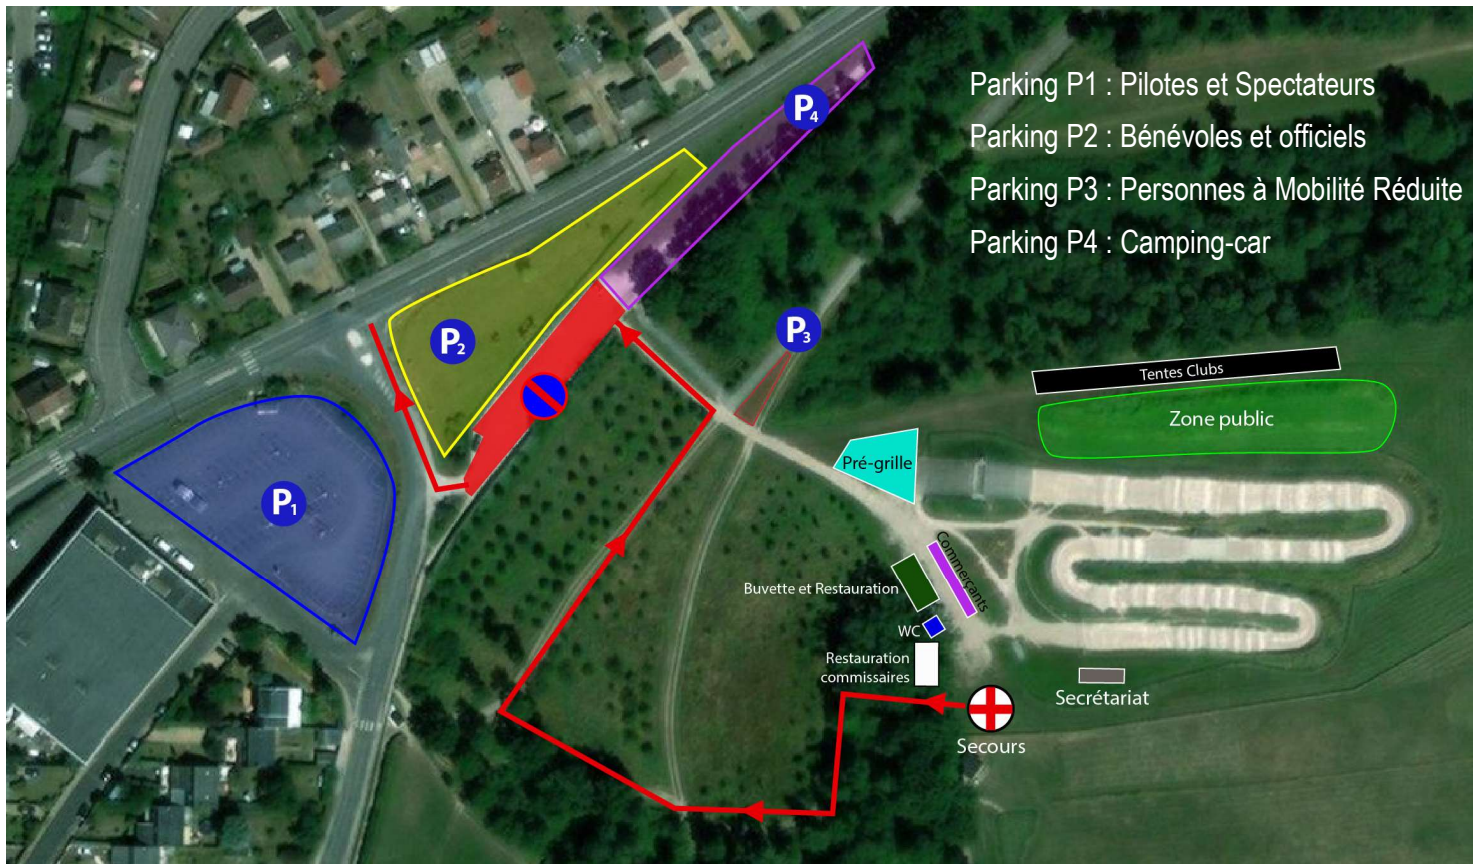 Parking P1 : Pilotes et Spectateurs
Parking P2 : Bénévoles et officiels
Parking P3 : Personnes à Mobilité Réduite
Parking P4 : Camping-car
P4
P3
P2
P1
Tentes Clubs
Zone public
Pré-grille
Commerçants
Buvette et Restauration
WC
Restauration
commissaires
Secrétariat
Secours